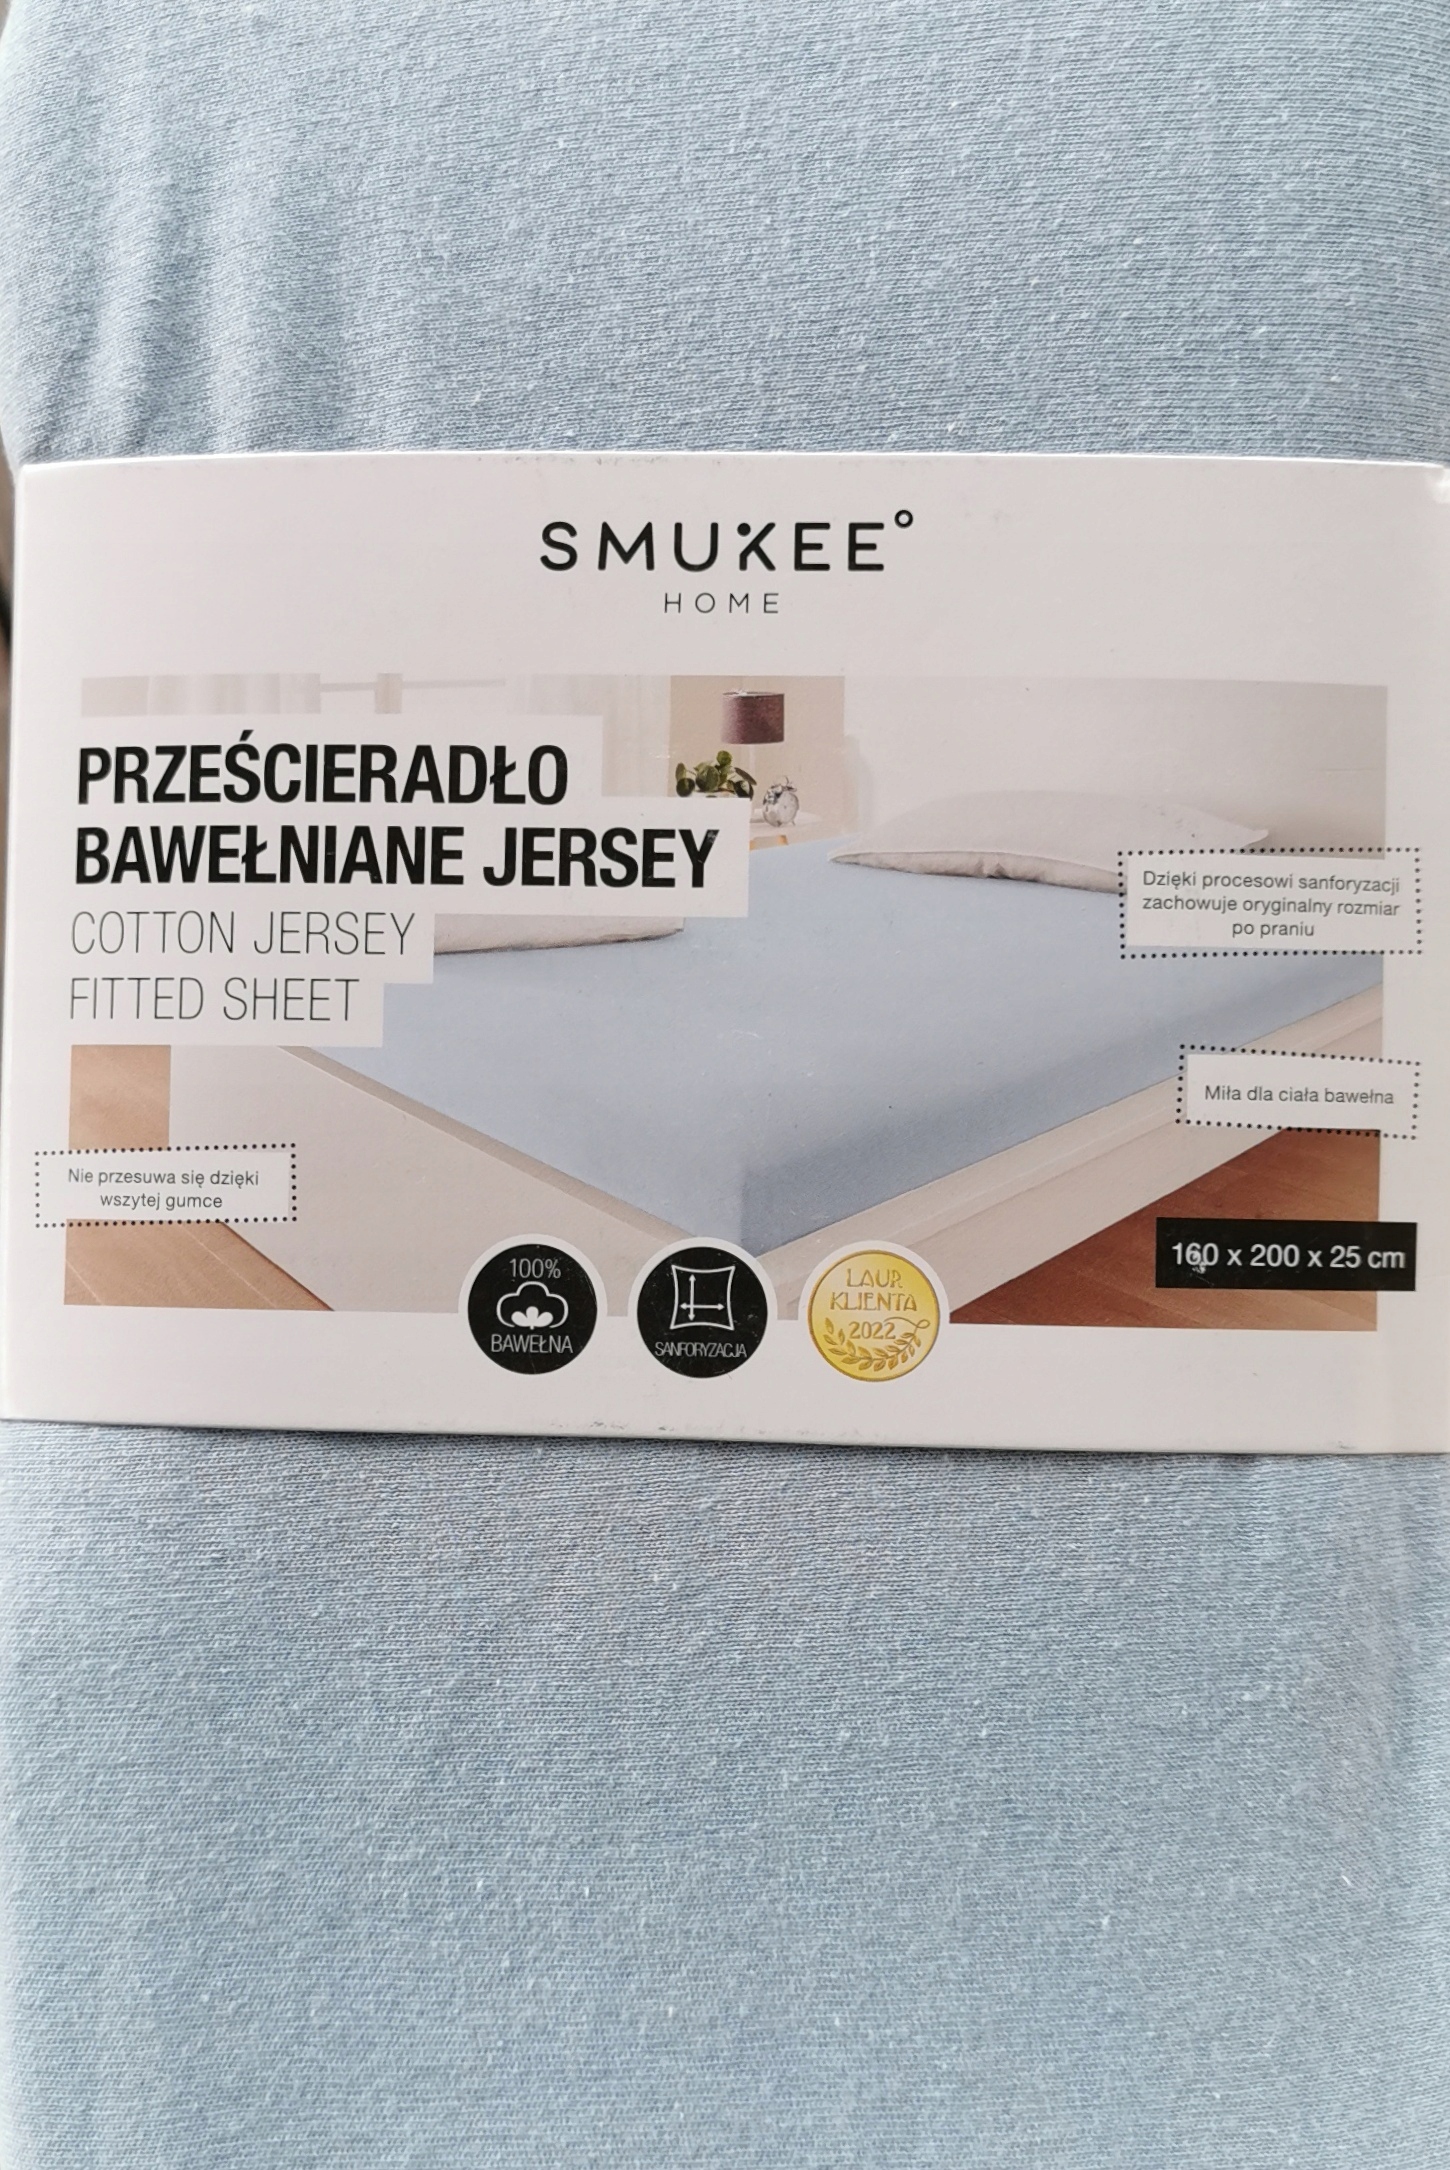 SMUKEE°
HOME
PRZEŚCIERADŁO
BAWEŁNIANE JERSEY
COTTON JERSEY
FITTED SHEET
Dzięki procesowi sanforyzacji
zachowuje oryginalny rozmiar
po praniu
Miła dla ciała bawełna
Nie przesuwa się dzięki
wszytej gumce
160 x 200 x 25 cm
100%
BAWEŁNA
SANFORYZACJA
LAUR
KLIENTA
2022